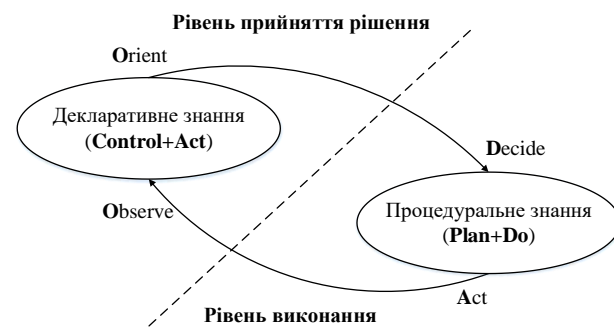 Рівень прийняття рішення
Orient
Декларативне знання
(Control+Act)
Decide
Observe
Процедуральне знання
(Plan+Do)
Act
Рівень виконання